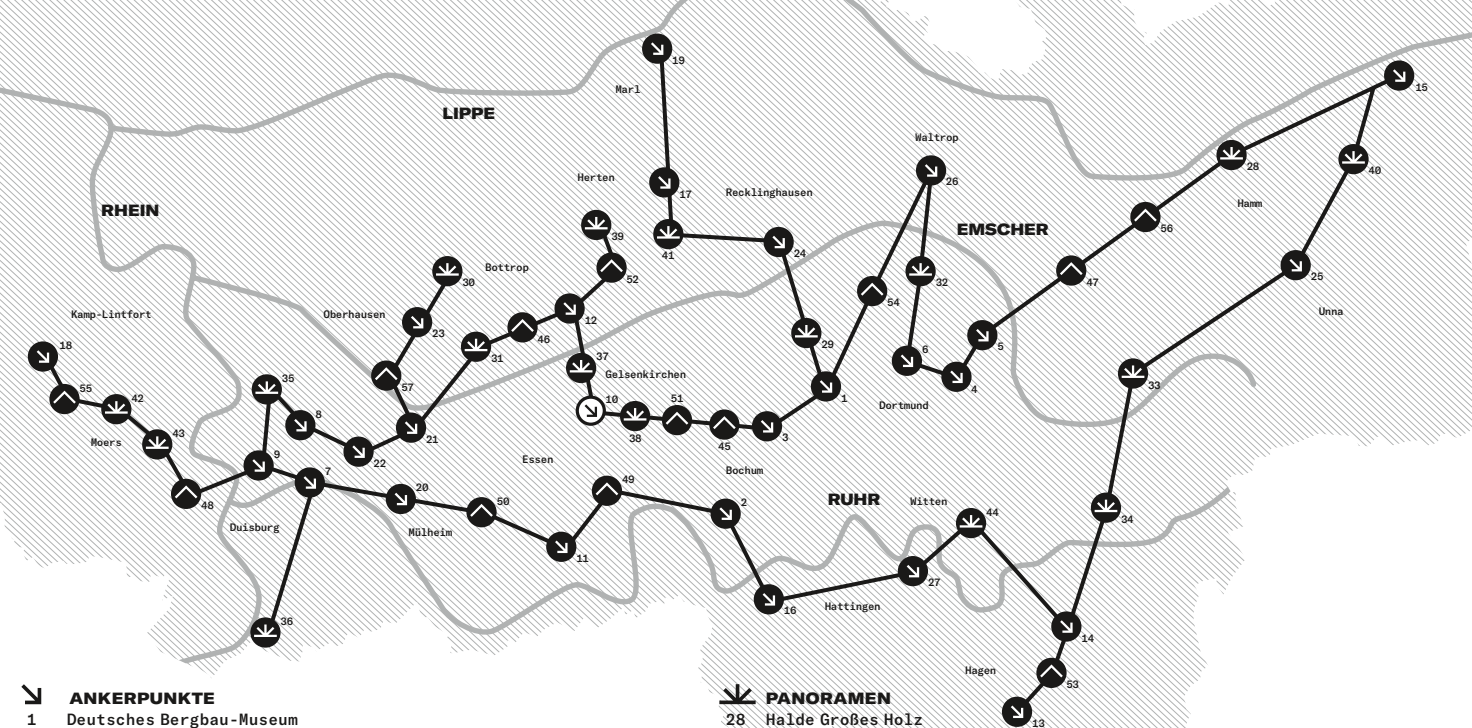 19
Marl
LIPPE
15
Waltrop
28
40
Herten
17
Recklinghausen
26
Hamm
RHEIN
56
EMSCHER
39
41
24
Bottrop
30
52
32
47
25
54
Kamp-Lintfort
Oberhausen
12
Unna
23
46
18
31
29
6
5
37
Gelsenkirchen
35
55
57
33
42
10
51
1
4
Dortmund
8
38
45
3
21
43
Moers
22
9
Essen
7
Bochum
49
20
48
50
2
RUHR
Witten
44
34
Duisburg
Mülheim
11
27
16
Hattingen
36
14
Hagen
53
13
ANKERPUNKTE
PANORAMEN
1 Deutsches Bergbau-Museum
28 Halde Großes Holz